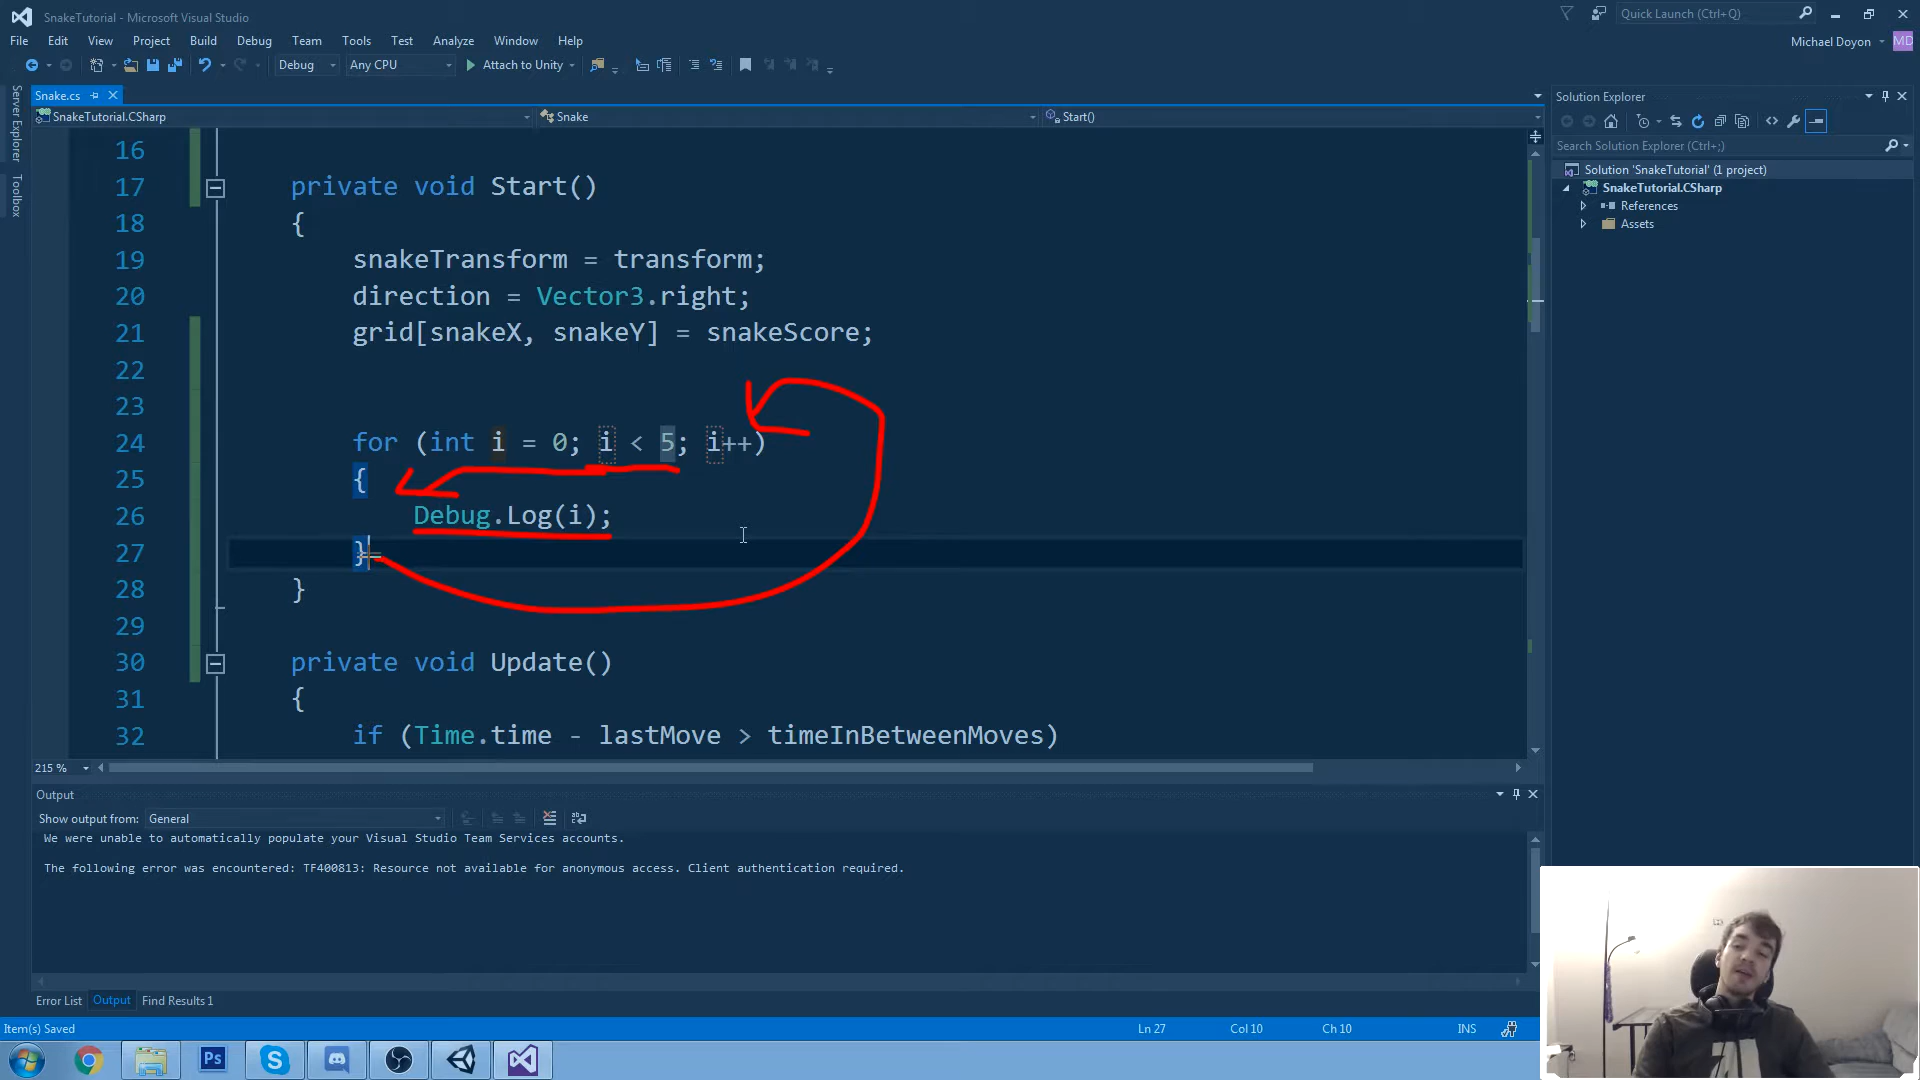 SnakeTutorial - Microsoft Visual Studio
Quick Launch (Ctrl+Q)
File Edit View Project Build Debug Team Tools Test Analyze Window Help
Michael Doyon MD
Debug Any CPU Attach to Unity
Server Explorer
Toolbox
Snake.cs
SnakeTutorial.CSharp Snake Start()
16
17 private void Start()
18 {
19 snakeTransform = transform;
20 direction = Vector3.right;
21 grid[snakeX, snakeY] = snakeScore;
22
23
24 for (int i = 0; i < 5; i++)
25 {
26 Debug.Log(i);
27 }
28 }
29
30 private void Update()
31 {
32 if (Time.time - lastMove > timeInBetweenMoves)
215 %
Solution Explorer
Search Solution Explorer (Ctrl+;)
Solution 'SnakeTutorial' (1 project)
SnakeTutorial.CSharp
References
Assets
Output
Show output from: General
We were unable to automatically populate your Visual Studio Team Services accounts.
The following error was encountered: TF400813: Resource not available for anonymous access. Client authentication required.
Error List Output Find Results 1
Item(s) Saved Ln 27 Col 10 Ch 10 INS
Ps